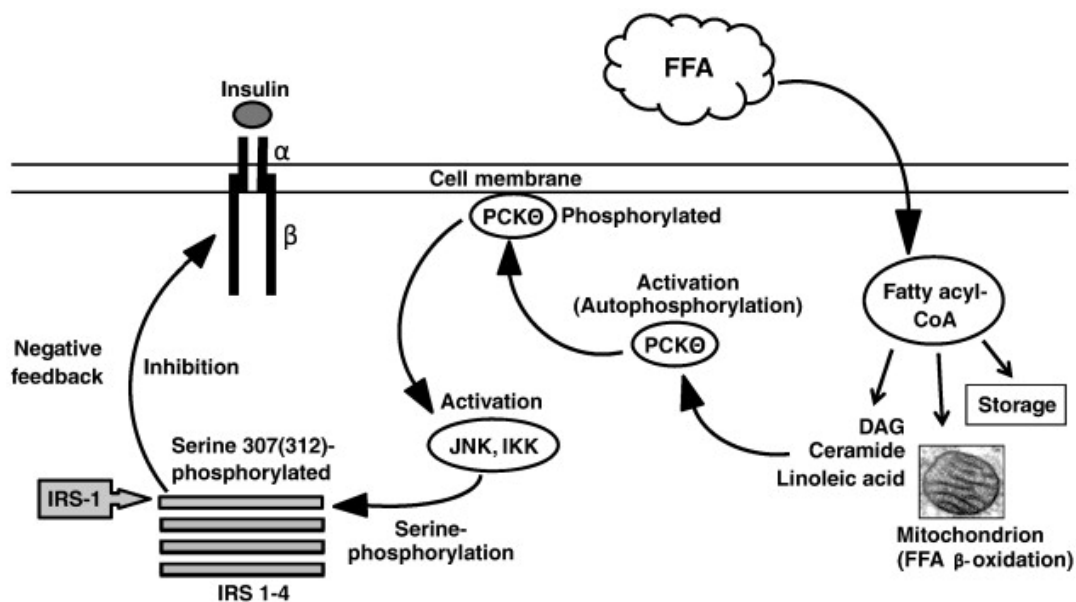 FFA
Insulin
α
Cell membrane
PCKΘ
Phosphorylated
β
Activation
(Autophosphorylation)
Fatty acyl-
CoA
PCKΘ
Negative
feedback
Inhibition
Activation
Storage
DAG
Ceramide
Linoleic acid
JNK, IKK
Serine 307(312)-
phosphorylated
IRS-1
Serine-
phosphorylation
Mitochondrion
(FFA β-oxidation)
IRS 1-4